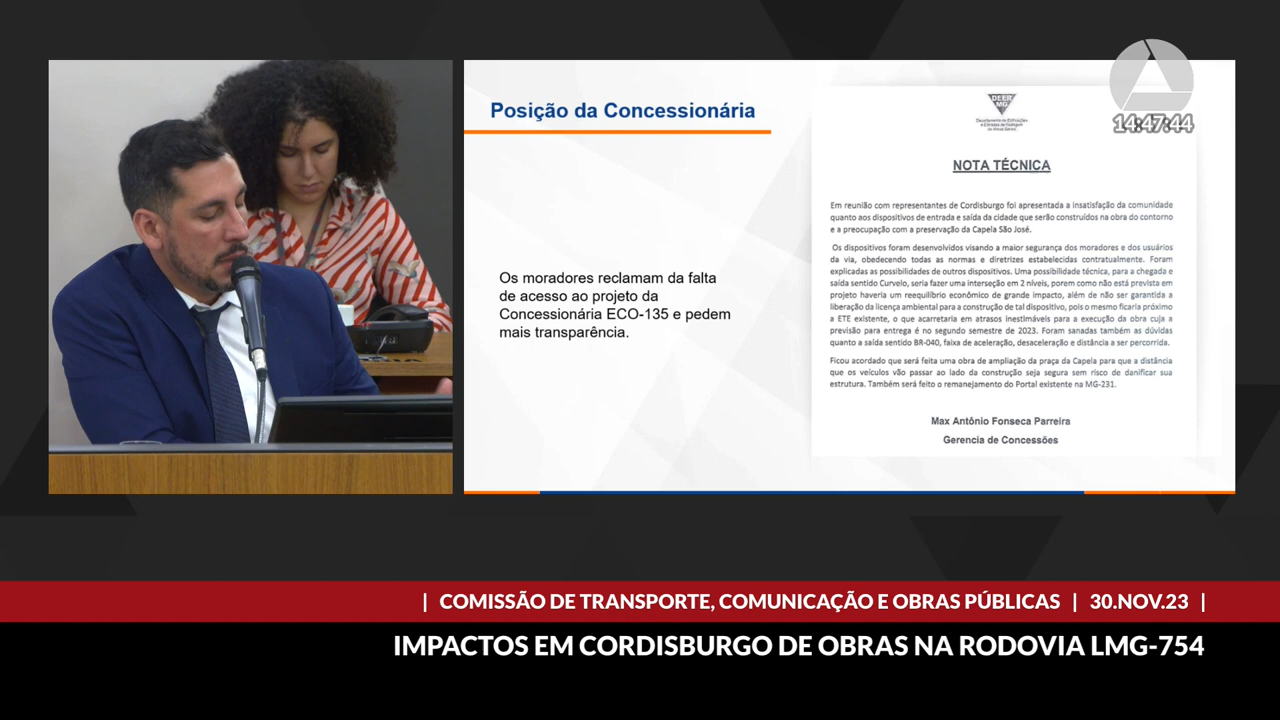 Posição da Concessionária
Os moradores reclamam da falta
de acesso ao projeto da
Concessionária ECO-135 e pedem
mais transparência.
14:47:44
DEER
MG
Departamento de Edificações
e Estradas de Rodagem
de Minas Gerais
NOTA TÉCNICA
Em reunião com representantes de Cordisburgo foi apresentada a insatisfação da comunidade
quanto aos dispositivos de entrada e saída da cidade que serão construídos na obra do contorno
e a preocupação com a preservação da Capela São José.
Os dispositivos foram desenvolvidos visando a maior segurança dos moradores e dos usuários
da via, obedecendo todas as normas e diretrizes estabelecidas contratualmente. Foram
explicadas as possibilidades de outros dispositivos. Uma possibilidade técnica, para a chegada e
saída sentido Curvelo, seria fazer uma interseção em 2 níveis, porem como não está prevista em
projeto haveria um reequilíbrio econômico de grande impacto, além de não ser garantida a
liberação da licença ambiental para a construção de tal dispositivo, pois o mesmo ficaria próximo
a ETE existente, o que acarretaria em atrasos inestimáveis para a execução da obra cuja a
previsão para entrega é no segundo semestre de 2023. Foram sanadas também as dúvidas
quanto a saída sentido BR-040, faixa de aceleração, desaceleração e distância a ser percorrida.
Ficou acordado que será feita uma obra de ampliação da praça da Capela para que a distância
que os veículos vão passar ao lado da construção seja segura sem risco de danificar sua
estrutura. Também será feito o remanejamento do Portal existente na MG-231.
Max Antônio Fonseca Parreira
Gerencia de Concessões
| COMISSÃO DE TRANSPORTE, COMUNICAÇÃO E OBRAS PÚBLICAS | 30.NOV.23 |
IMPACTOS EM CORDISBURGO DE OBRAS NA RODOVIA LMG-754